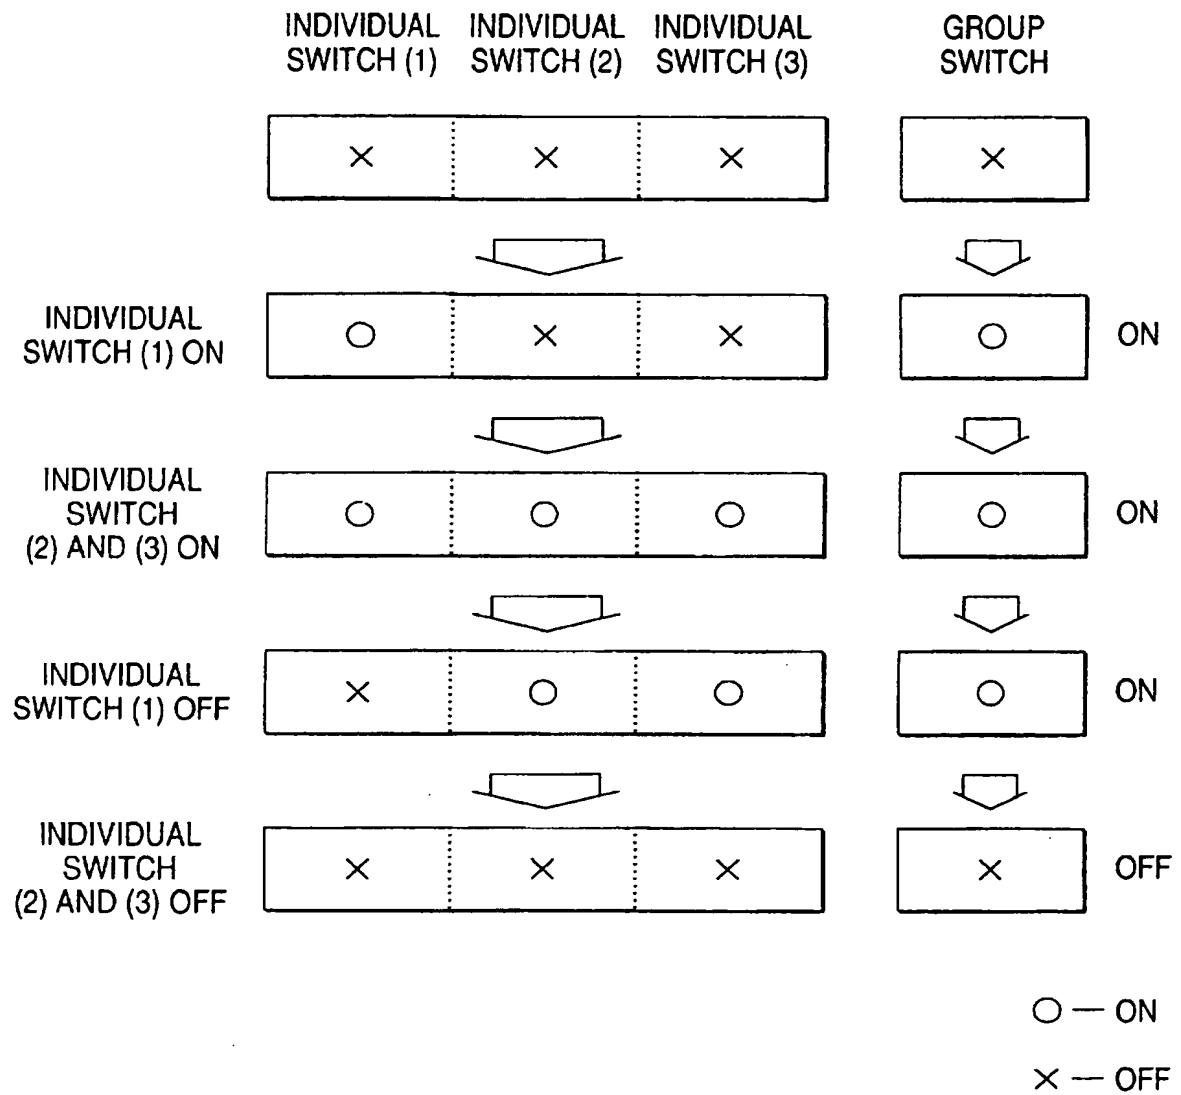 INDIVIDUAL SWITCH (1)
INDIVIDUAL SWITCH (2)
INDIVIDUAL SWITCH (3)
GROUP SWITCH
× × × ×
INDIVIDUAL
SWITCH (1) ON
○ × × ○ ON
INDIVIDUAL
SWITCH
(2) AND (3) ON
○ ○ ○ ○ ON
INDIVIDUAL
SWITCH (1) OFF
× ○ ○ ○ ON
INDIVIDUAL
SWITCH
(2) AND (3) OFF
× × × × OFF
○ — ON
× — OFF